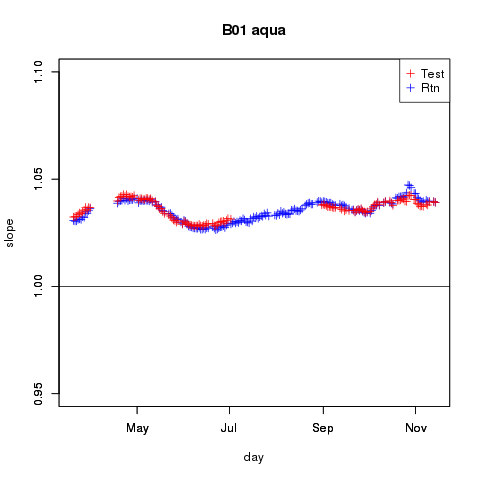 B01 aqua
Test
Rtn
slope
1.10
1.05
1.00
0.95
May Jul Sep Nov
day